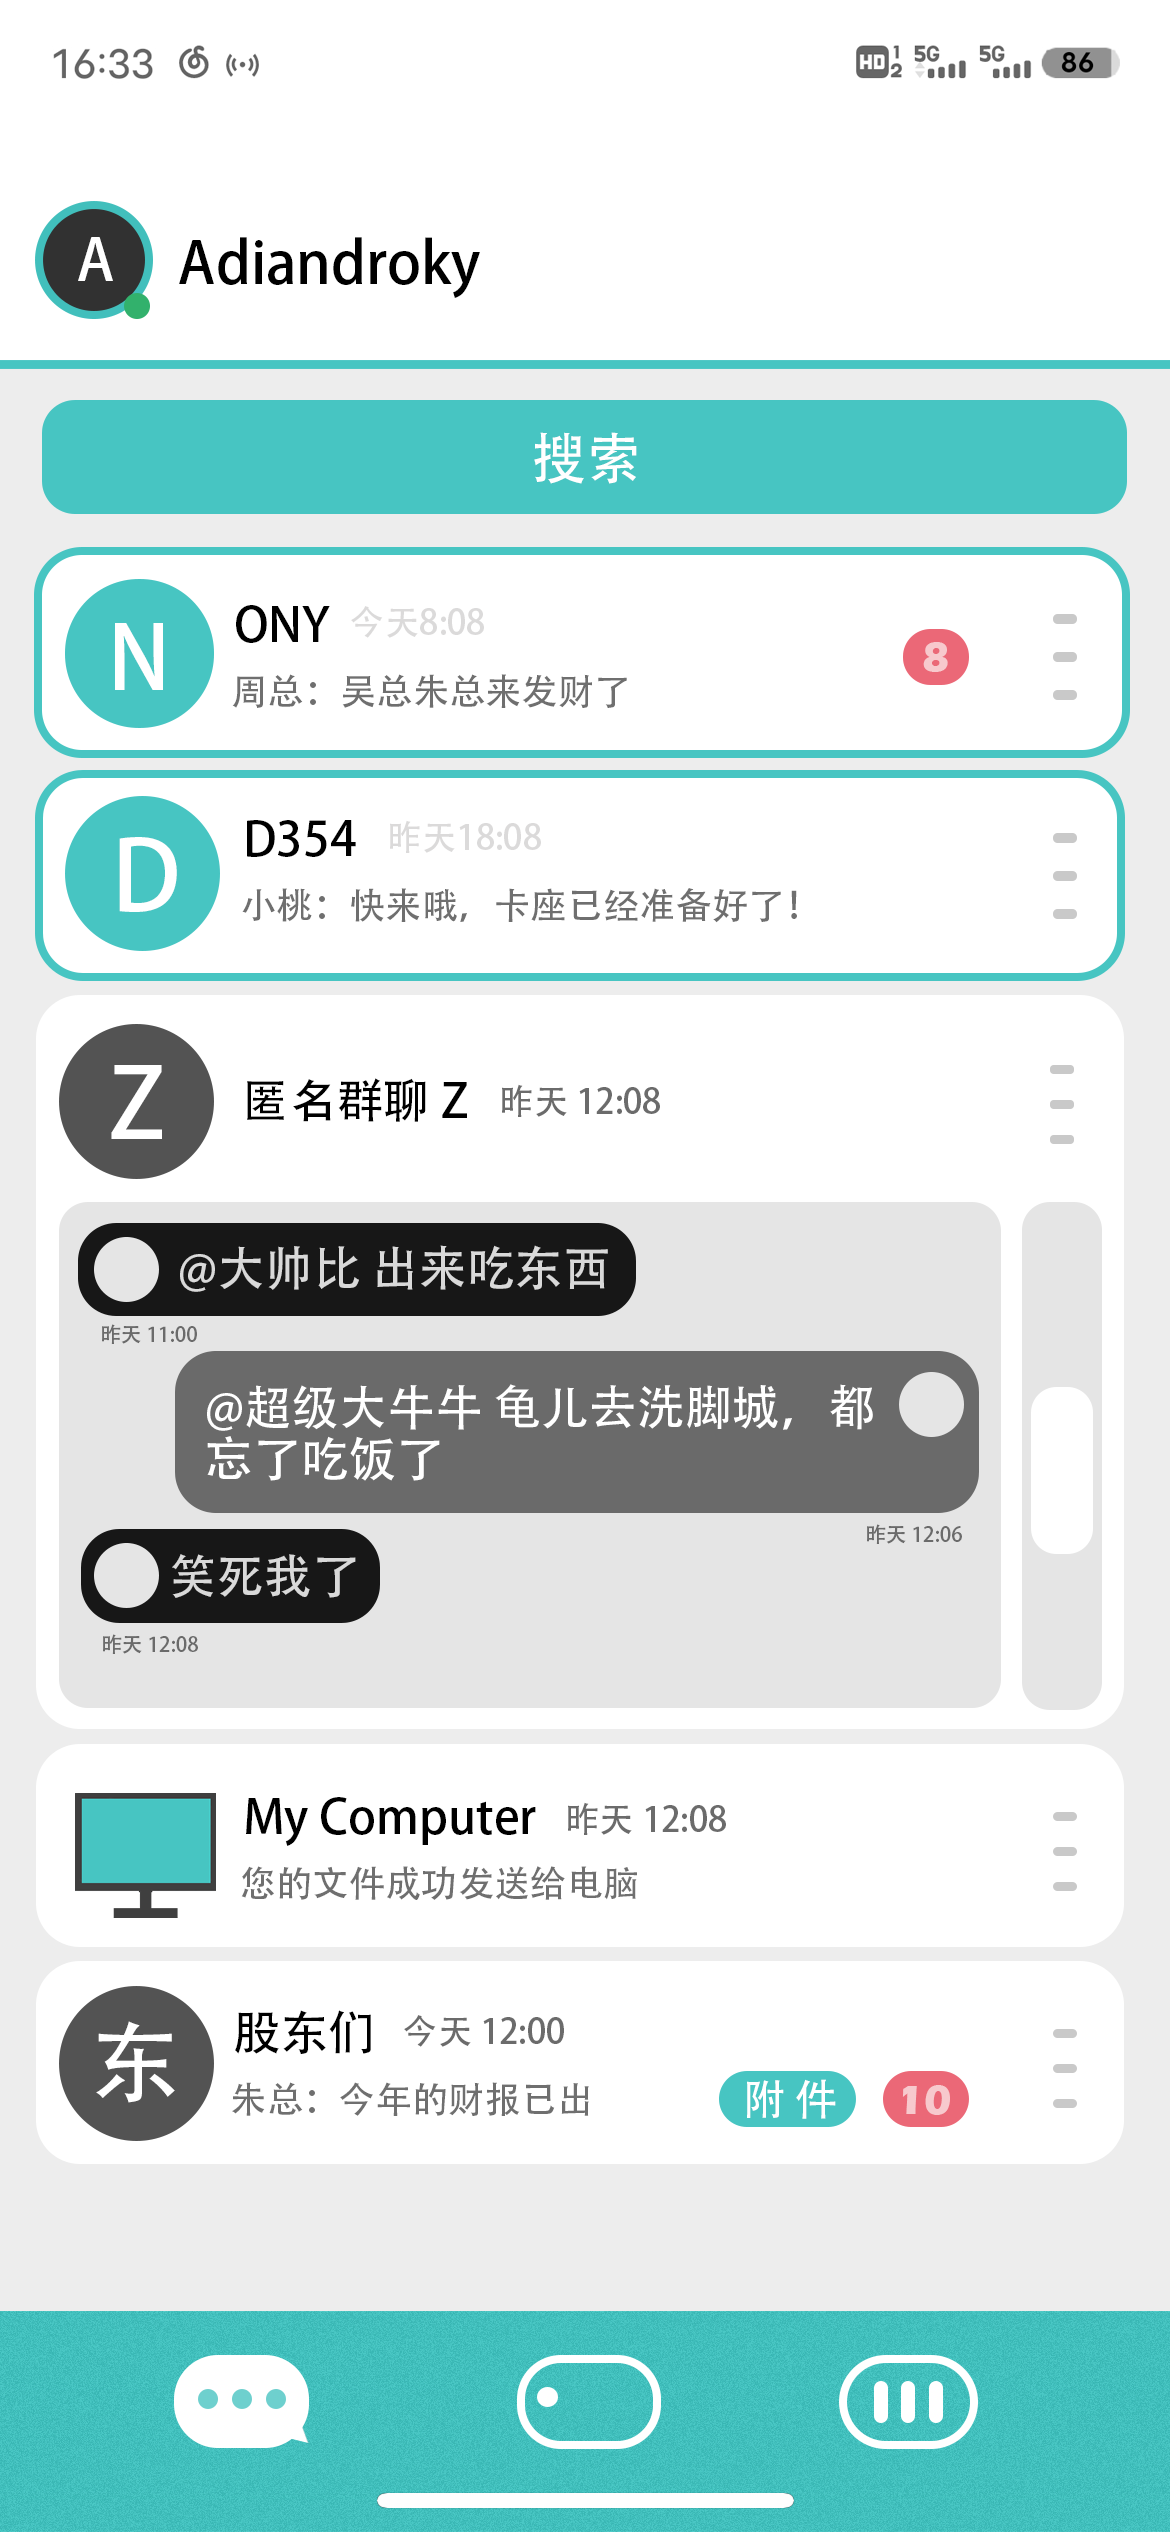 16:33
HD 1 2 5G 5G 86
A
Adiandroky
搜索
N
ONY 今天8:08
周总：吴总朱总来发财了
8
D
D354 昨天18:08
小桃：快来哦，卡座已经准备好了！
Z
匿名群聊 Z 昨天 12:08
@大帅比 出来吃东西
昨天 11:00
@超级大牛牛 龟儿去洗脚城，都
忘了吃饭了
昨天 12:06
笑死我了
昨天 12:08
My Computer 昨天 12:08
您的文件成功发送给电脑
东
股东们 今天 12:00
朱总：今年的财报已出
附件 10